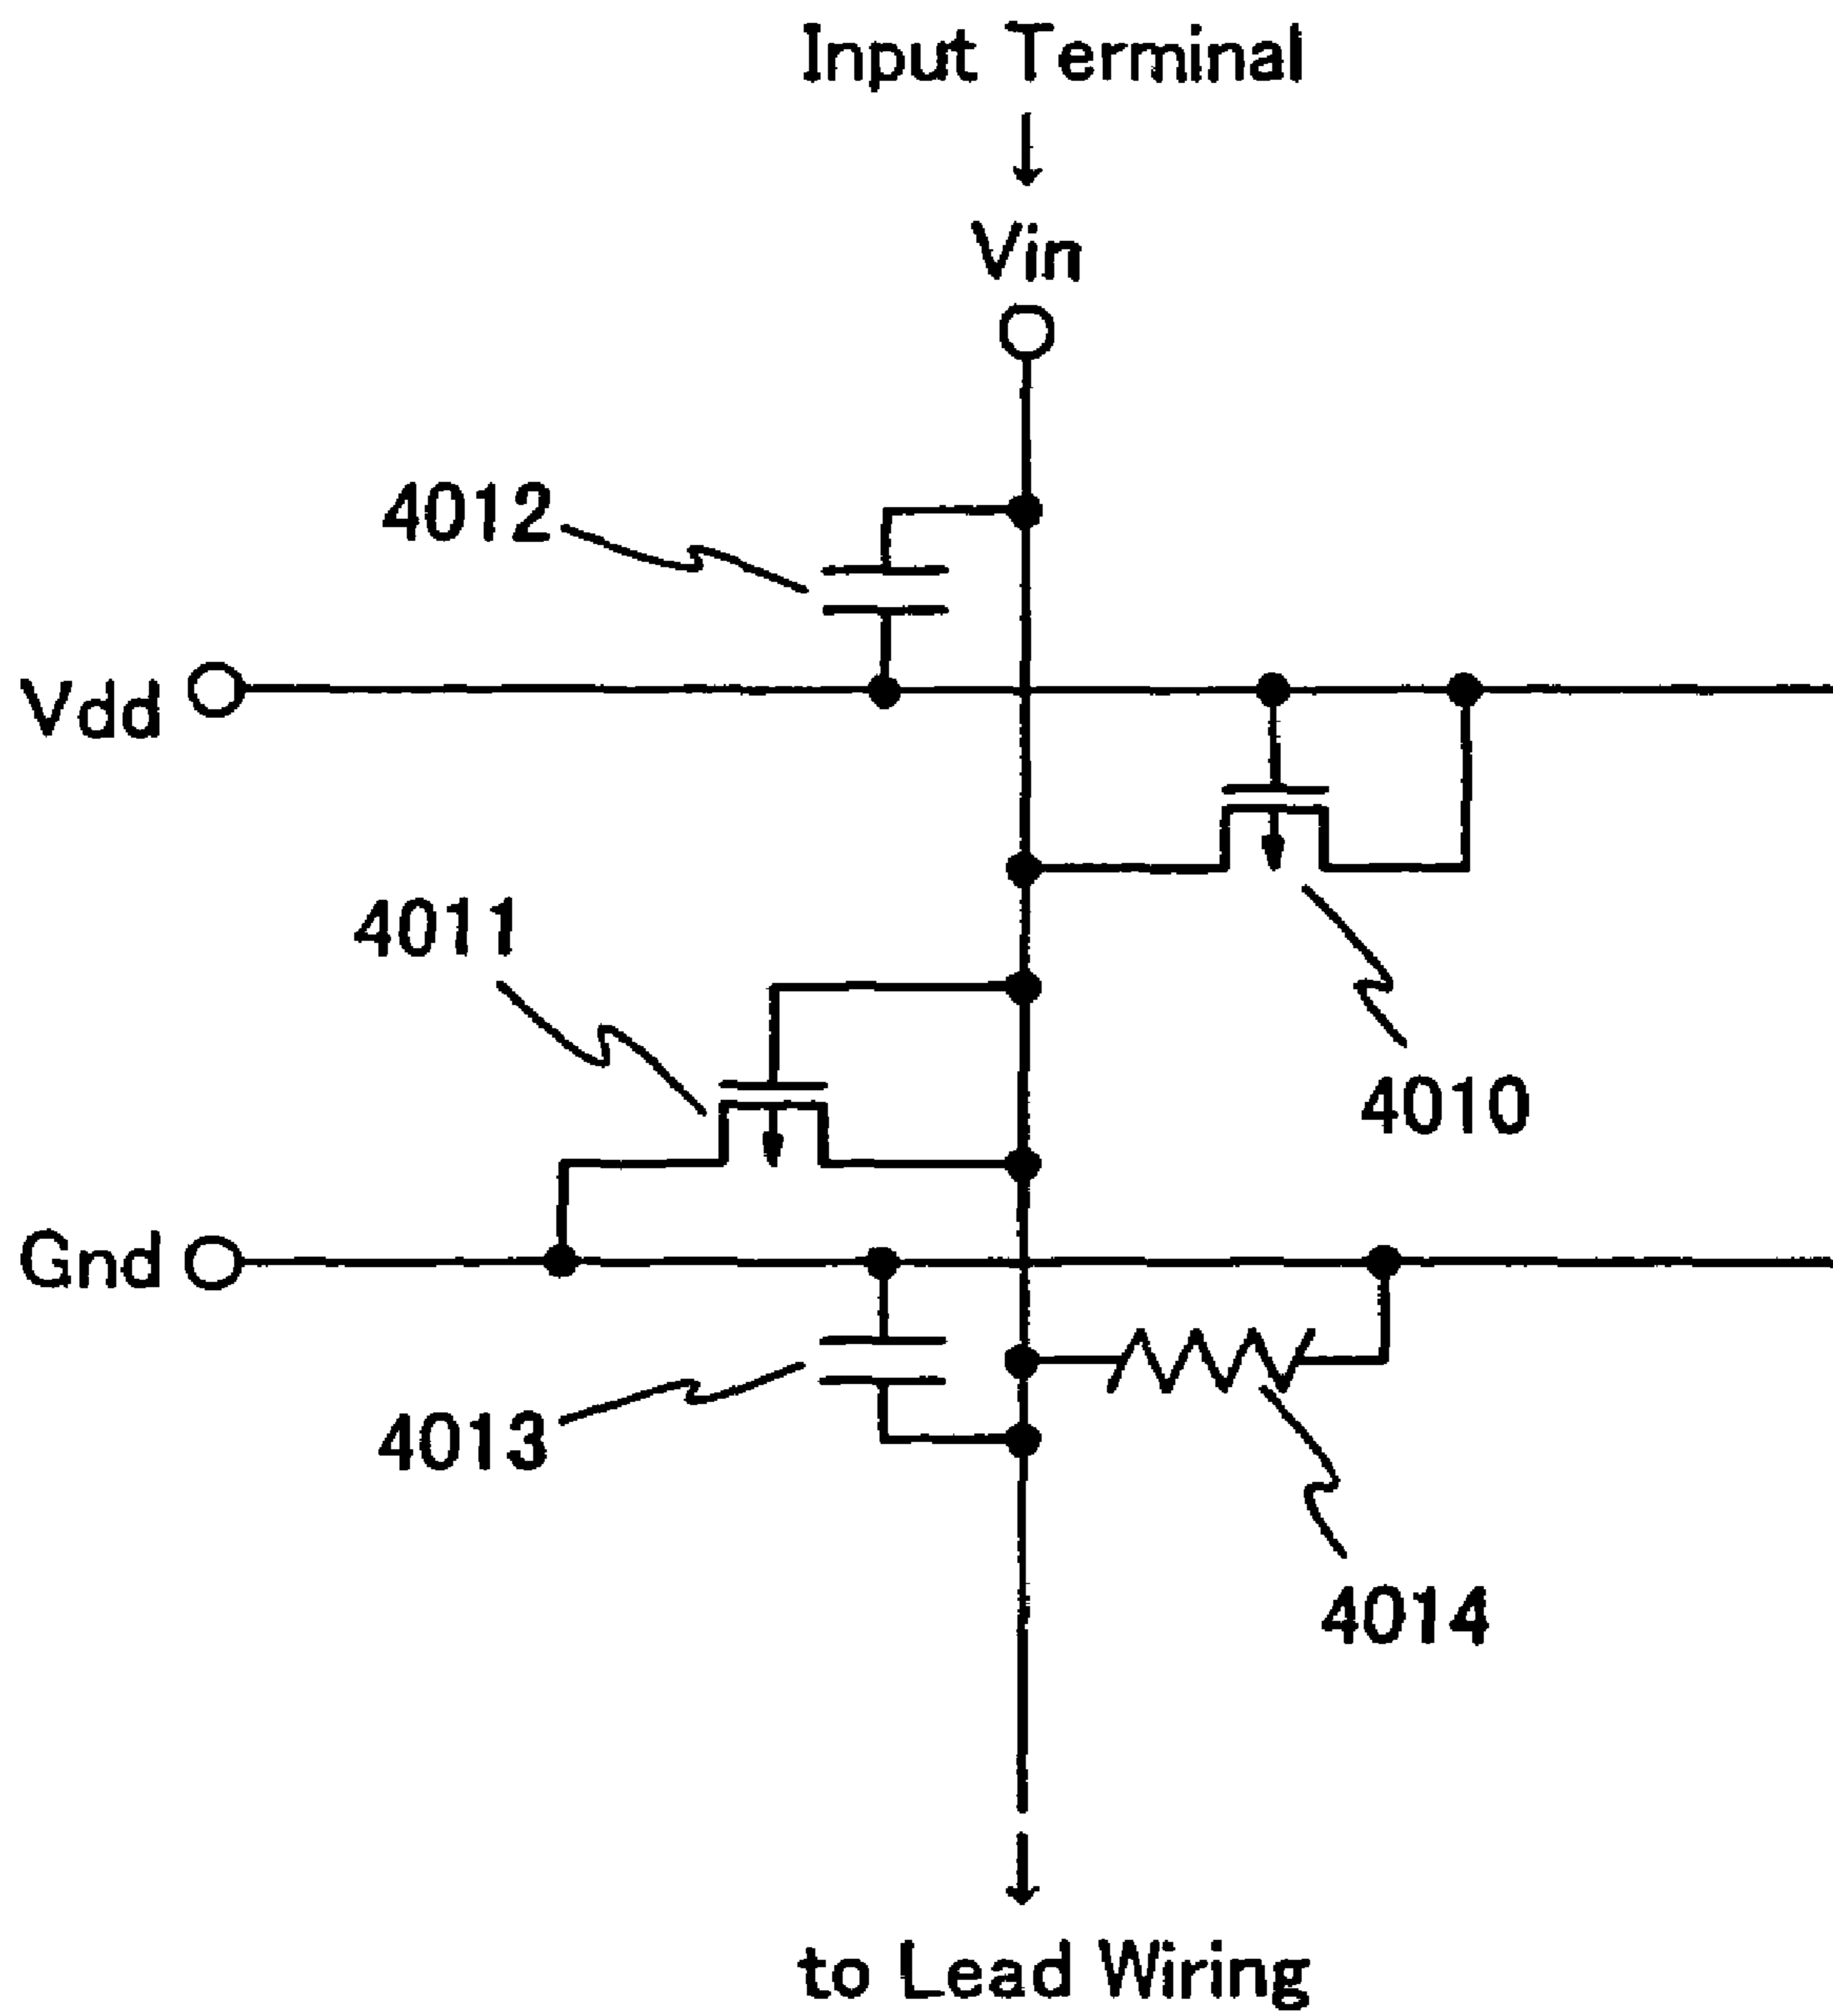 Input Terminal
Vin
4012
Vdd
4011
4010
Gnd
4013
4014
to Lead Wiring